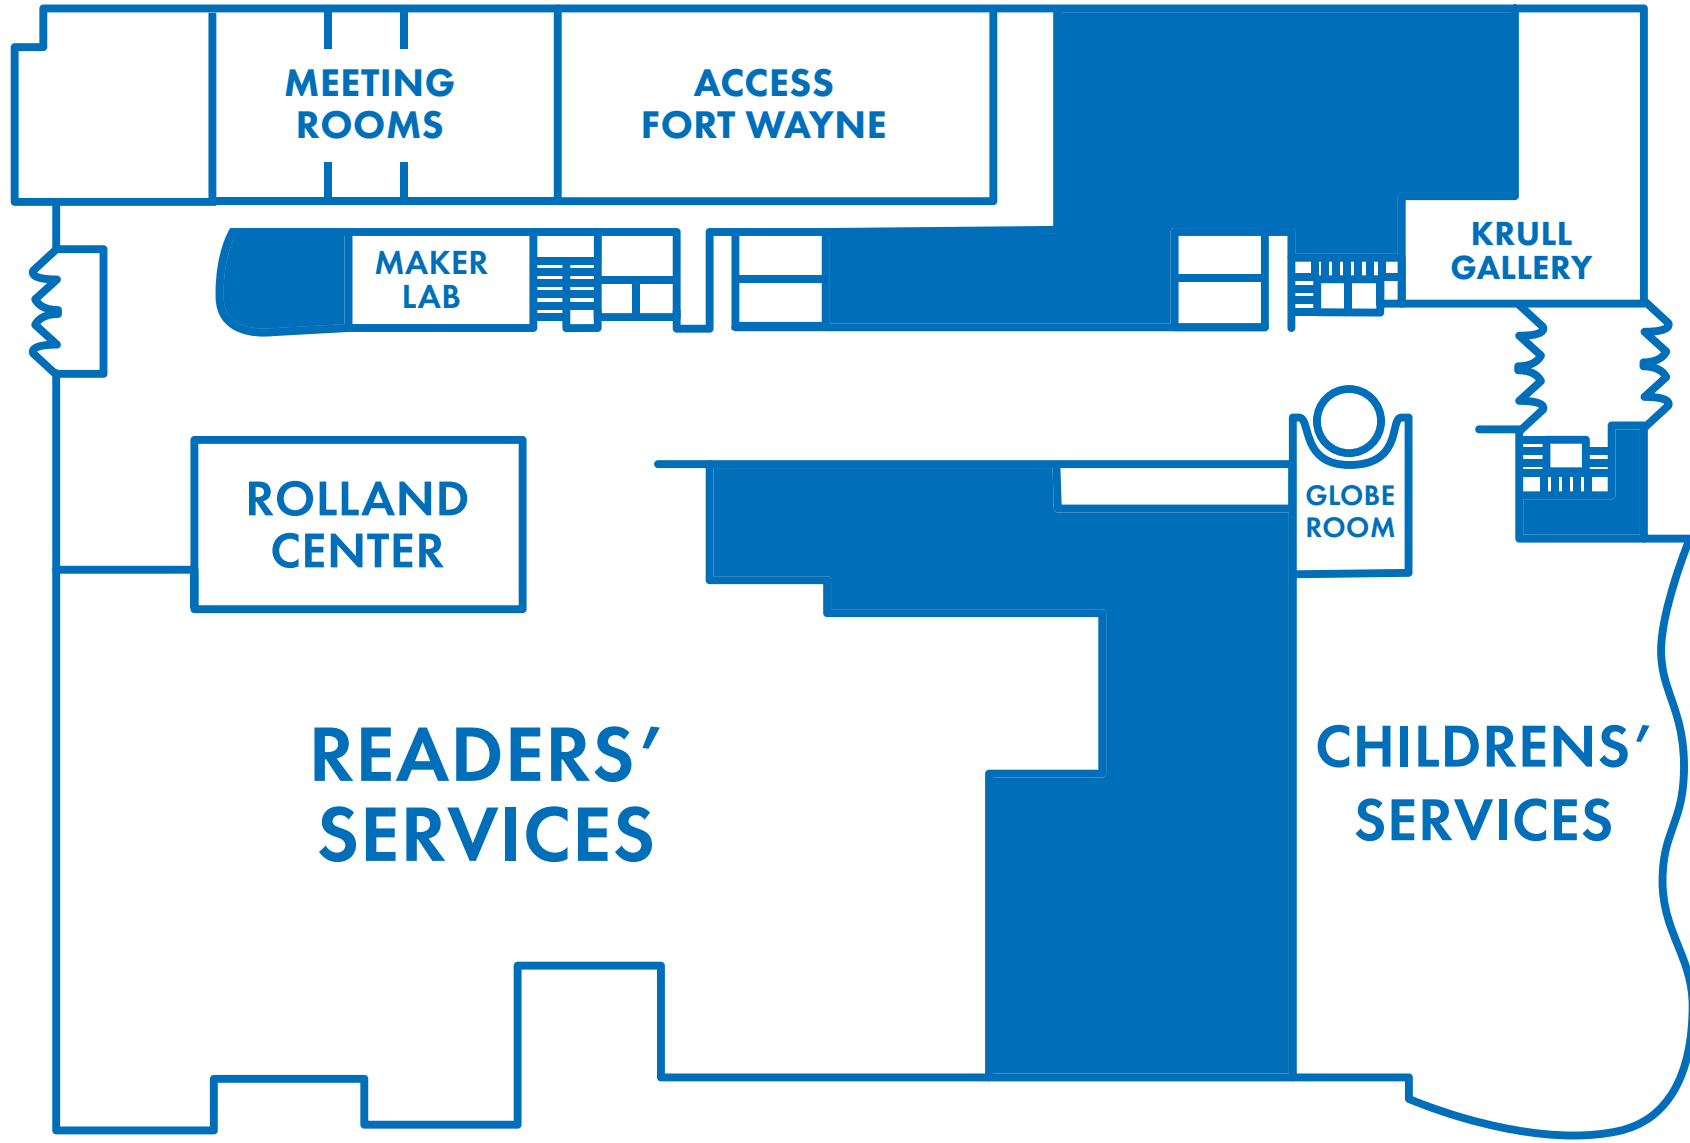 MEETING
ROOMS
ACCESS
FORT WAYNE
MAKER
LAB
KRULL
GALLERY
ROLLAND
CENTER
GLOBE
ROOM
READERS’
SERVICES
CHILDRENS’
SERVICES